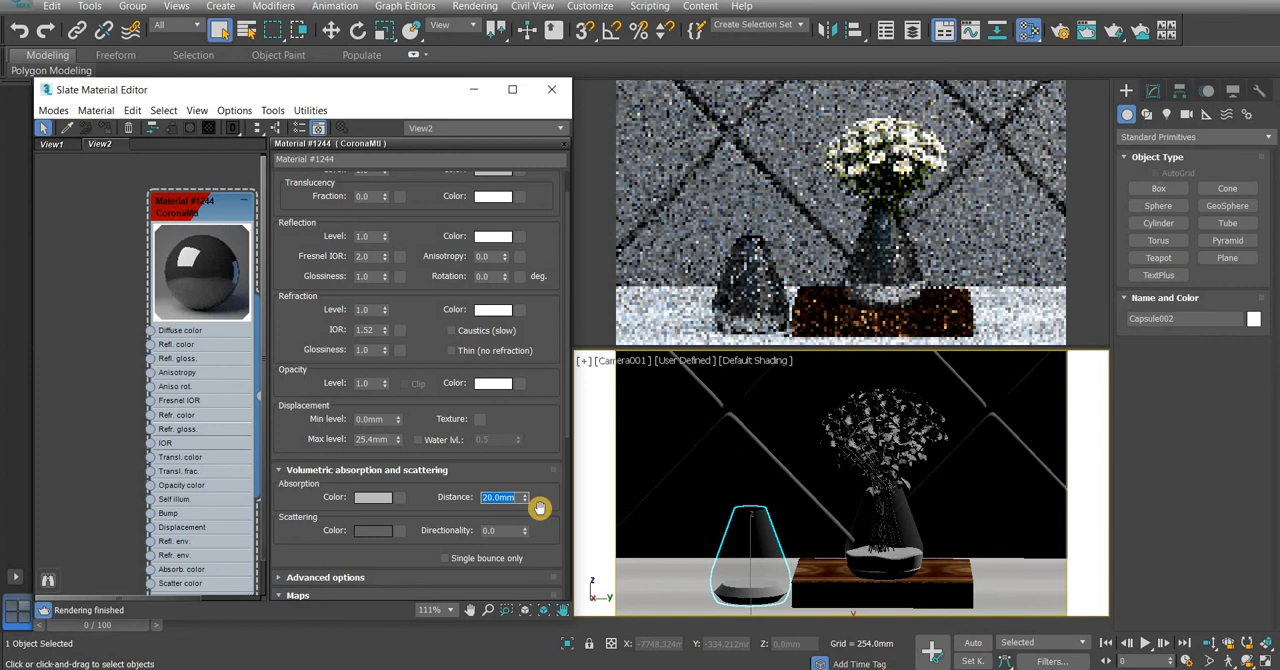 Edit Tools Group Views Create Modifiers Animation Graph Editors Rendering Civil View Customize Scripting Content Help
All View Create Selection Set
Modeling Freeform Selection Object Paint Populate
Polygon Modeling
Slate Material Editor
Modes Material Edit Select View Options Tools Utilities
View2
View1 View2
Material #1244 ( CoronaMtl )
Material #1244
Material #1244
CoronaMtl
Diffuse color
Refl. color
Refl. gloss.
Anisotropy
Aniso rot.
Fresnel IOR
Refr. color
Refr. gloss.
IOR
Transl. color
Transl. frac.
Opacity color
Self illum.
Bump
Displacement
Refl. env.
Refr. env.
Absorb. color
Scatter color
Translucency
Fraction: 0.0 Color:
Reflection
Level: 1.0 Color:
Fresnel IOR: 2.0 Anisotropy: 0.0
Glossiness: 1.0 Rotation: 0.0 deg.
Refraction
Level: 1.0 Color:
IOR: 1.52 Caustics (slow)
Glossiness: 1.0 Thin (no refraction)
Opacity
Level: 1.0 Clip Color:
Displacement
Min level: 0.0mm Texture:
Max level: 25.4mm Water lvl.: 0.5
Volumetric absorption and scattering
Absorption
Color: Distance: 20.0mm
Scattering
Color: Directionality: 0.0
Single bounce only
Advanced options
Maps
Rendering finished 111%
[+] [Camera001 ] [User Defined ] [Default Shading ]
z
z
y
y
Standard Primitives
Object Type
AutoGrid
Box Cone
Sphere GeoSphere
Cylinder Tube
Torus Pyramid
Teapot Plane
TextPlus
Name and Color
Capsule002
0 / 100
1 Object Selected
X: -7748.324mm Y: -334.212mm Z: 0.0mm Grid = 254.0mm
Auto Selected
Set K. Filters...
0
Click or click-and-drag to select objects
Add Time Tag